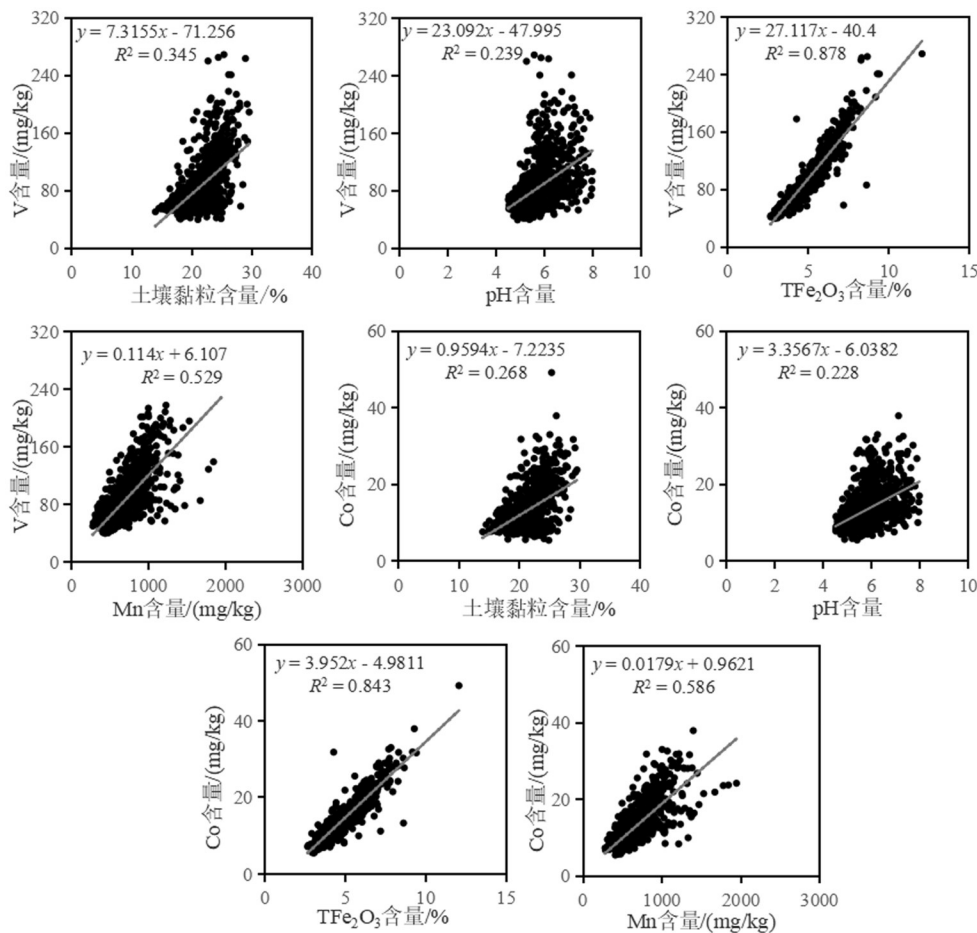 y = 7.3155x - 71.256
R² = 0.345
320
240
160
80
0
V含量/(mg/kg)
0
10
20
30
40
土壤黏粒含量/%
y = 23.092x - 47.995
R² = 0.239
320
240
160
80
0
V含量/(mg/kg)
0
2
4
6
8
10
pH含量
y = 27.117x - 40.4
R² = 0.878
320
240
160
80
0
V含量/(mg/kg)
0
5
10
15
TFe₂O₃含量/%
y = 0.114x + 6.107
R² = 0.529
320
240
160
80
0
V含量/(mg/kg)
0
1000
2000
3000
Mn含量/(mg/kg)
y = 0.9594x - 7.2235
R² = 0.268
60
40
20
0
Co含量/(mg/kg)
0
10
20
30
40
土壤黏粒含量/%
y = 3.3567x - 6.0382
R² = 0.228
60
40
20
0
Co含量/(mg/kg)
0
2
4
6
8
10
pH含量
y = 3.952x - 4.9811
R² = 0.843
60
40
20
0
Co含量/(mg/kg)
0
5
10
15
TFe₂O₃含量/%
y = 0.0179x + 0.9621
R² = 0.586
60
40
20
0
Co含量/(mg/kg)
0
1000
2000
3000
Mn含量/(mg/kg)